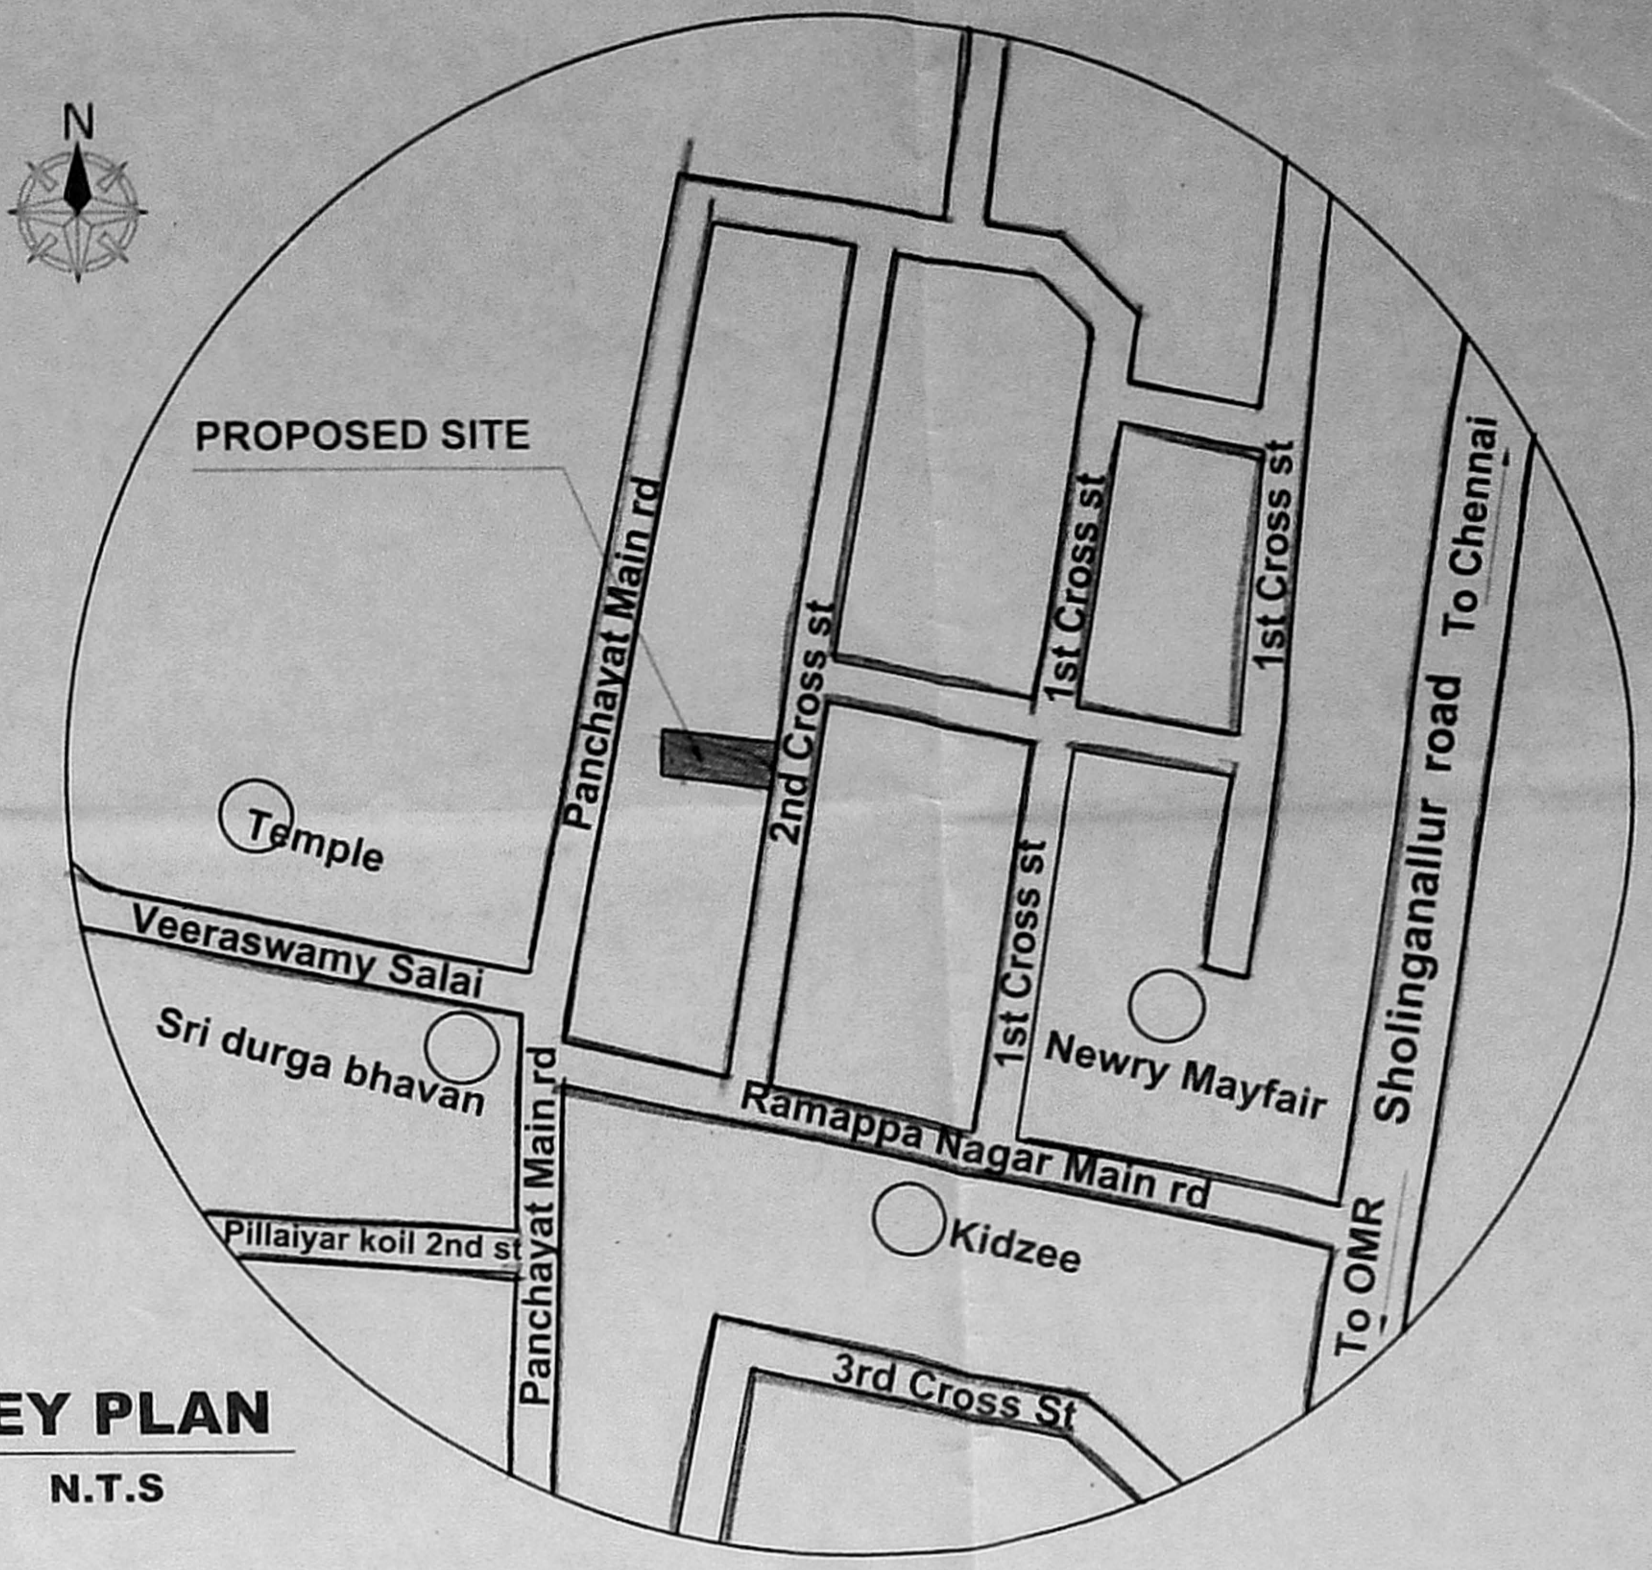 N
PROPOSED SITE
Panchayat Main rd
2nd Cross st
1st Cross st
1st Cross st
To Chennai
Sholinganallur road
Temple
Veeraswamy Salai
Sri durga bhavan
1st Cross st
Newry Mayfair
Ramappa Nagar Main rd
Panchayat Main rd
Pillaiyar koil 2nd st
Kidzee
To OMR
3rd Cross St
EY PLAN
N.T.S